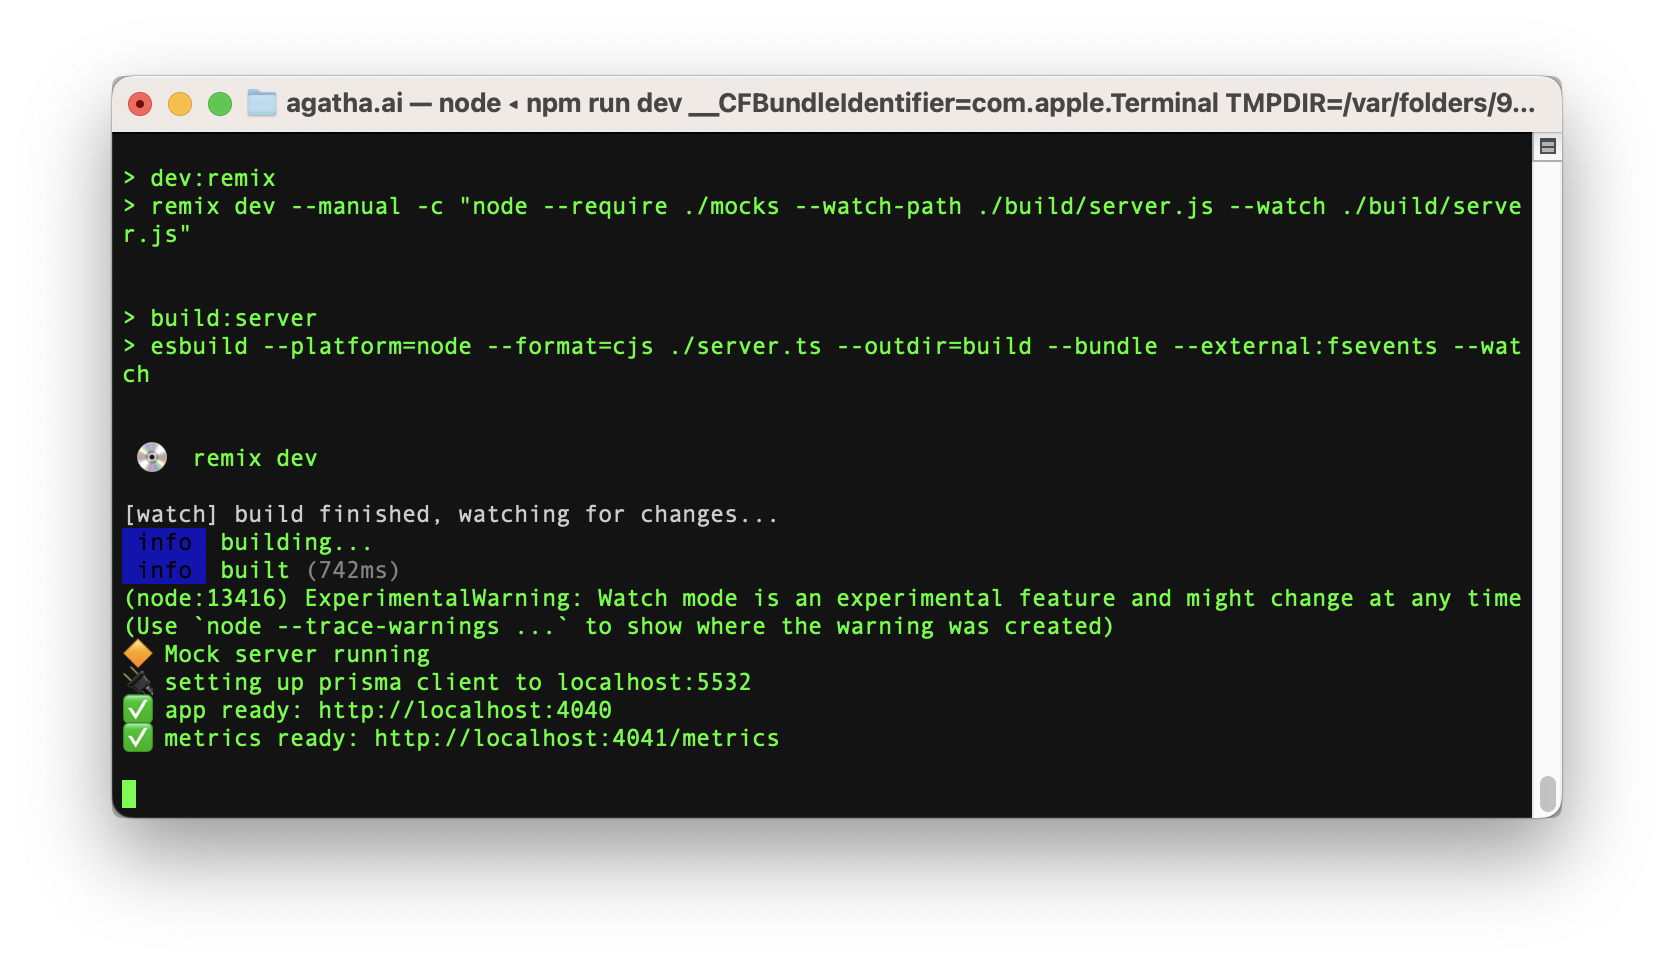 agatha.ai — node ◂ npm run dev __CFBundleIdentifier=com.apple.Terminal TMPDIR=/var/folders/9...
> dev:remix
> remix dev --manual -c "node --require ./mocks --watch-path ./build/server.js --watch ./build/serve
r.js"
> build:server
> esbuild --platform=node --format=cjs ./server.ts --outdir=build --bundle --external:fsevents --wat
ch
💿 remix dev
[watch] build finished, watching for changes...
info building...
info built (742ms)
(node:13416) ExperimentalWarning: Watch mode is an experimental feature and might change at any time
(Use `node --trace-warnings ...` to show where the warning was created)
🔶 Mock server running
🔌 setting up prisma client to localhost:5532
✅ app ready: http://localhost:4040
✅ metrics ready: http://localhost:4041/metrics